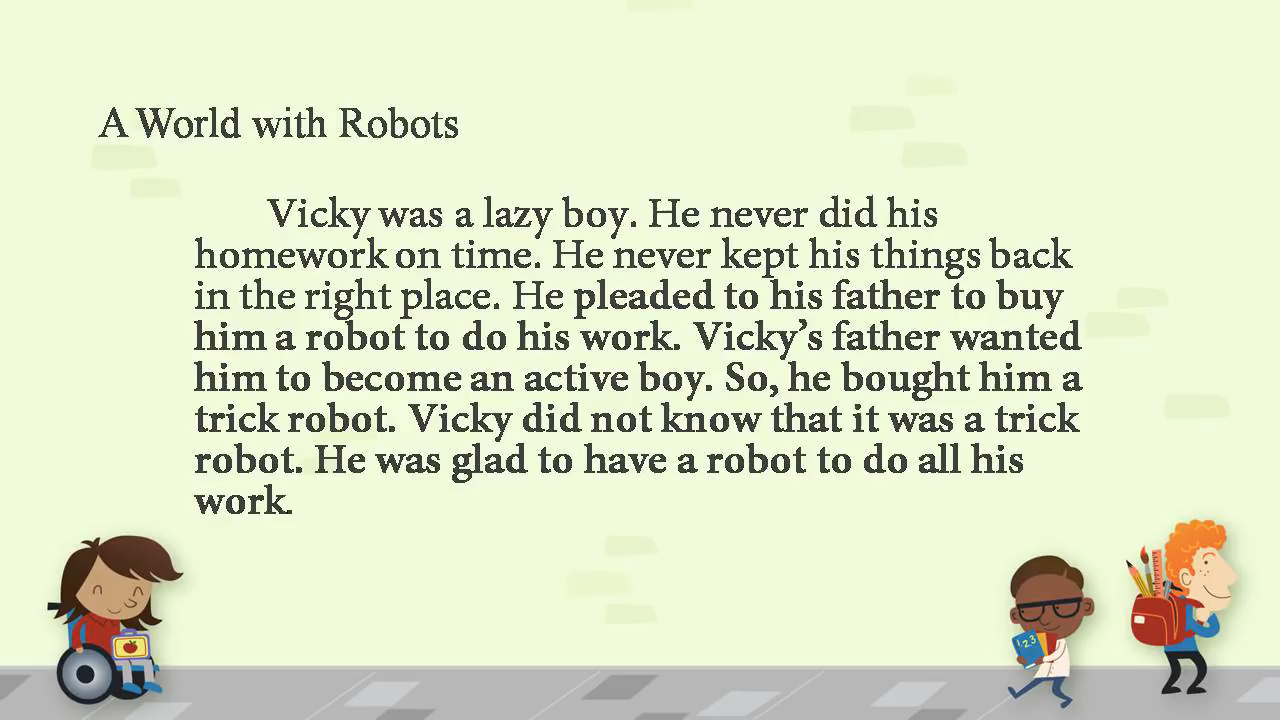 A World with Robots
Vicky was a lazy boy. He never did his
homework on time. He never kept his things back
in the right place. He pleaded to his father to buy
him a robot to do his work. Vicky’s father wanted
him to become an active boy. So, he bought him a
trick robot. Vicky did not know that it was a trick
robot. He was glad to have a robot to do all his
work.
123